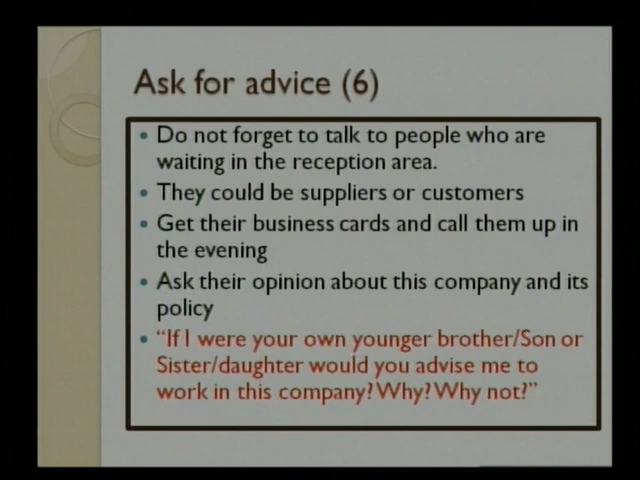 Ask for advice (6)
• Do not forget to talk to people who are
waiting in the reception area.
• They could be suppliers or customers
• Get their business cards and call them up in
the evening
• Ask their opinion about this company and its
policy
• “If I were your own younger brother/Son or
Sister/daughter would you advise me to
work in this company? Why? Why not?”